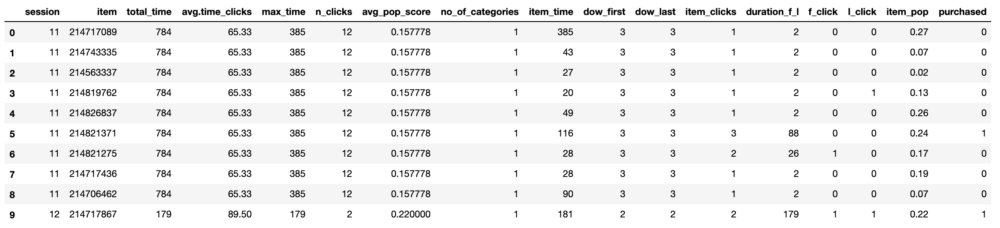 session item total_time avg.time_clicks max_time n_clicks avg_pop_score no_of_categories item_time dow_first dow_last item_clicks duration_f_l f_click l_click item_pop purchased
0 11 214717089 784 65.33 385 12 0.157778 1 385 3 3 1 2 0 0 0.27 0
1 11 214743335 784 65.33 385 12 0.157778 1 43 3 3 1 2 0 0 0.07 0
2 11 214563337 784 65.33 385 12 0.157778 1 27 3 3 1 2 0 0 0.02 0
3 11 214819762 784 65.33 385 12 0.157778 1 20 3 3 1 2 0 1 0.13 0
4 11 214826837 784 65.33 385 12 0.157778 1 49 3 3 1 2 0 0 0.26 0
5 11 214821371 784 65.33 385 12 0.157778 1 116 3 3 3 88 0 0 0.24 1
6 11 214821275 784 65.33 385 12 0.157778 1 28 3 3 2 26 1 0 0.17 0
7 11 214717436 784 65.33 385 12 0.157778 1 28 3 3 1 2 0 0 0.19 0
8 11 214706462 784 65.33 385 12 0.157778 1 90 3 3 1 2 0 0 0.07 0
9 12 214717867 179 89.50 179 2 0.220000 1 181 2 2 2 179 1 1 0.22 1